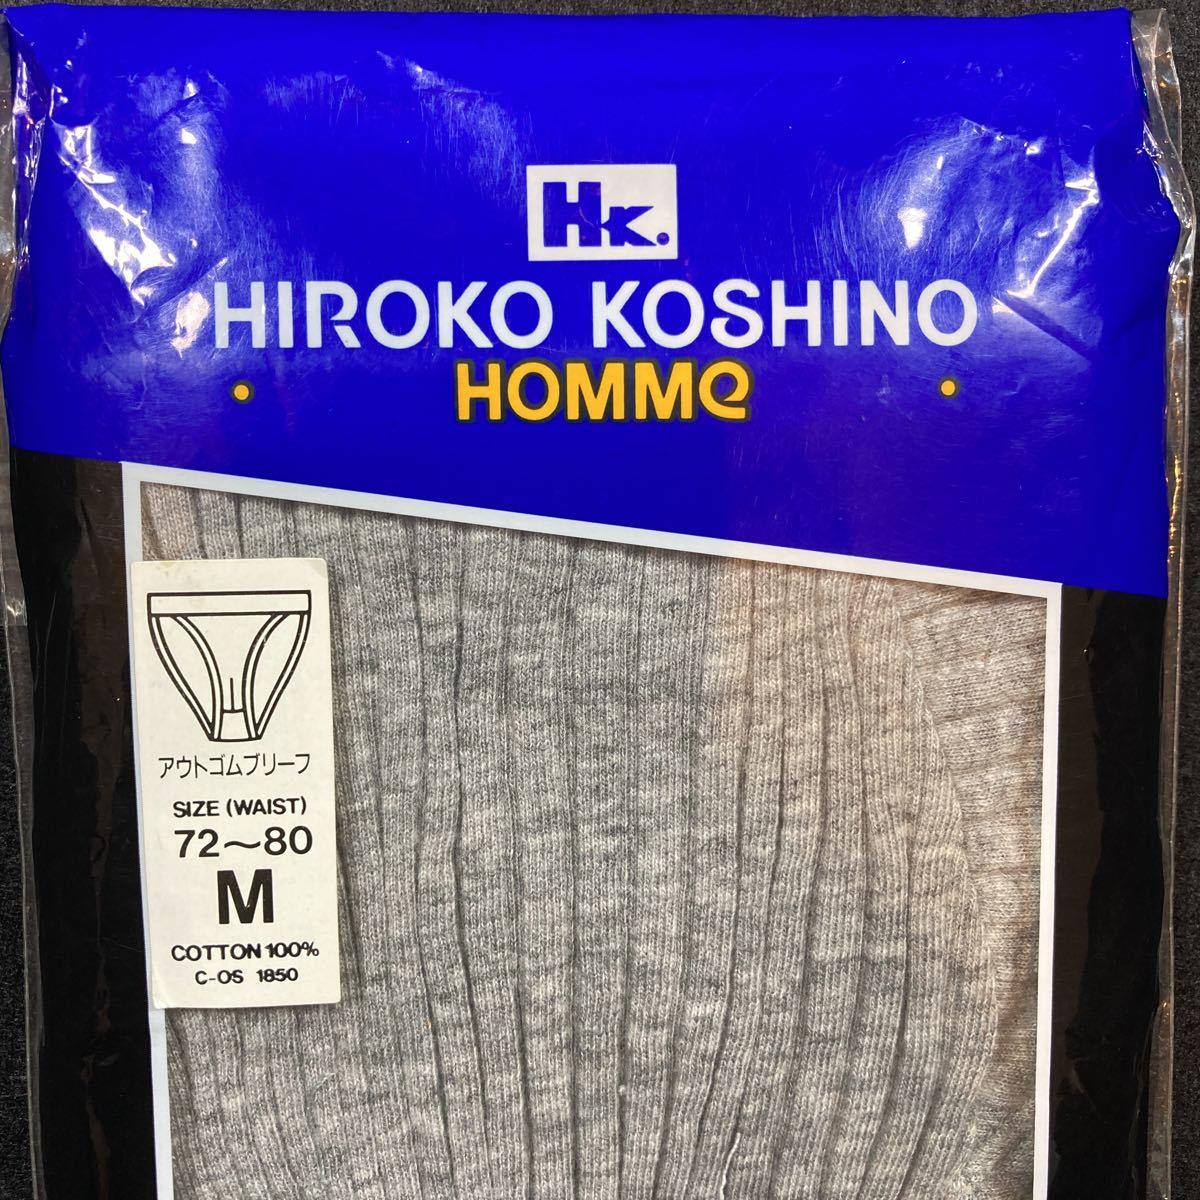 HK.
HIROKO KOSHINO
HOMME
アウトゴムブリーフ
SIZE (WAIST)
72～80
M
COTTON 100%
C-OS 1850